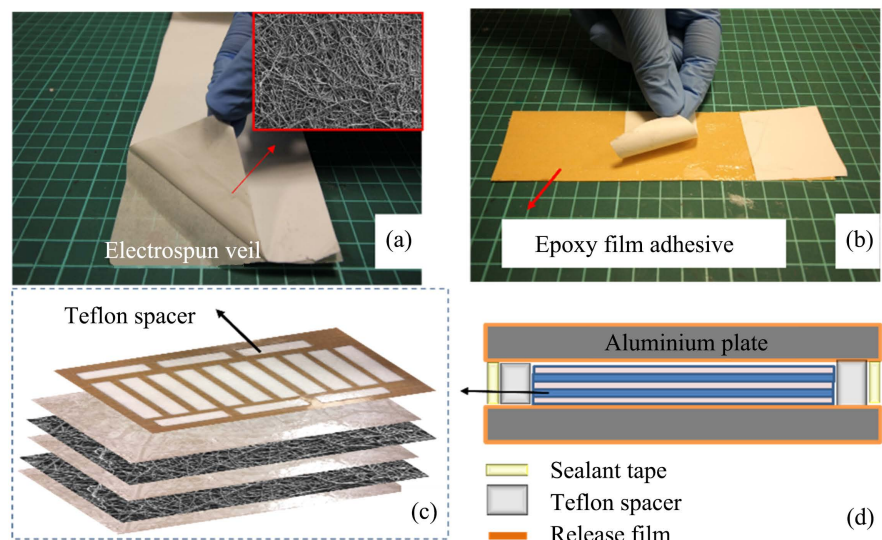 Electrospun veil
(a)
Epoxy film adhesive
(b)
Teflon spacer
(c)
Aluminium plate
Sealant tape
Teflon spacer
Release film
(d)